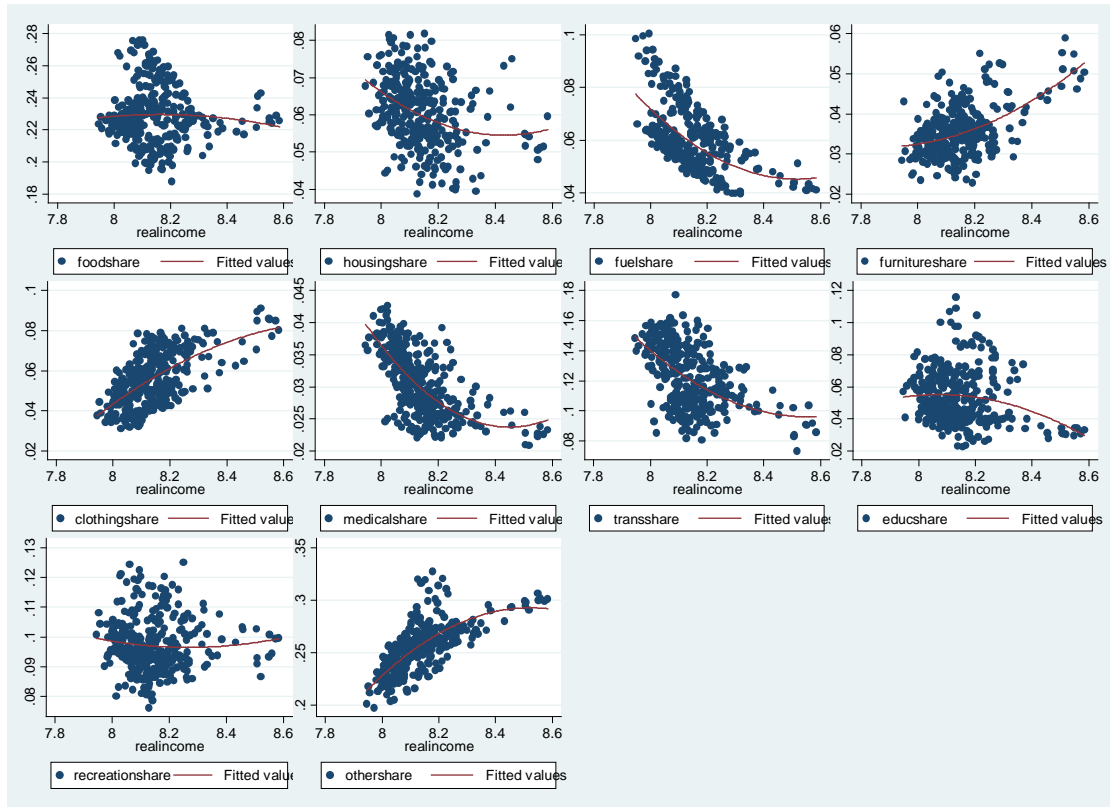 .28
.26
.24
.22
.2
.18
7.8 8 8.2 8.4 8.6
realincome
foodshare Fitted values
.08
.07
.06
.05
.04
7.8 8 8.2 8.4 8.6
realincome
housingshare Fitted value
.1
.08
.06
.04
7.8 8 8.2 8.4 8.6
realincome
fuelshare Fitted values
.06
.05
.04
.03
.02
7.8 8 8.2 8.4 8.6
realincome
furnitureshare Fitted values
.1
.08
.06
.04
.02
7.8 8 8.2 8.4 8.6
realincome
clothingshare Fitted value
.045
.04
.035
.03
.025
.02
7.8 8 8.2 8.4 8.6
realincome
medicalshare Fitted value
.18
.16
.14
.12
.1
.08
7.8 8 8.2 8.4 8.6
realincome
transshare Fitted values
.12
.1
.08
.06
.04
.02
7.8 8 8.2 8.4 8.6
realincome
educshare Fitted values
.13
.12
.11
.1
.09
.08
7.8 8 8.2 8.4 8.6
realincome
recreationshare Fitted value
.35
.3
.25
.2
7.8 8 8.2 8.4 8.6
realincome
othershare Fitted values